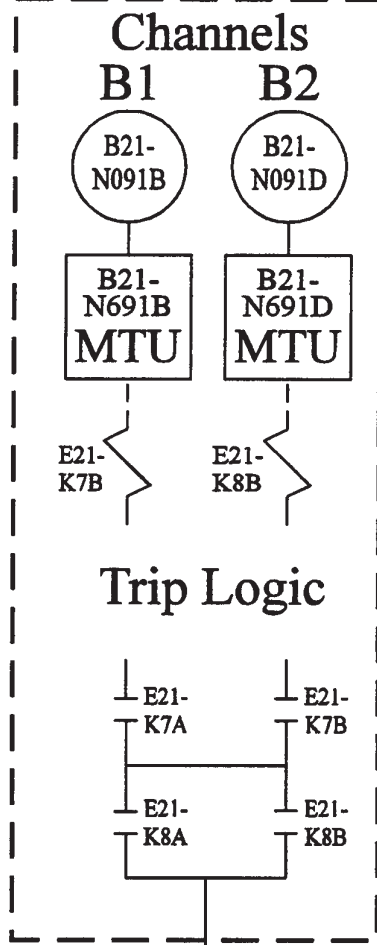 Channels
B1 B2
B21- B21-
N091B N091D
B21- B21-
N691B N691D
MTU MTU
E21- E21-
K7B K8B
Trip Logic
E21- E21-
K7A K7B
E21- E21-
K8A K8B